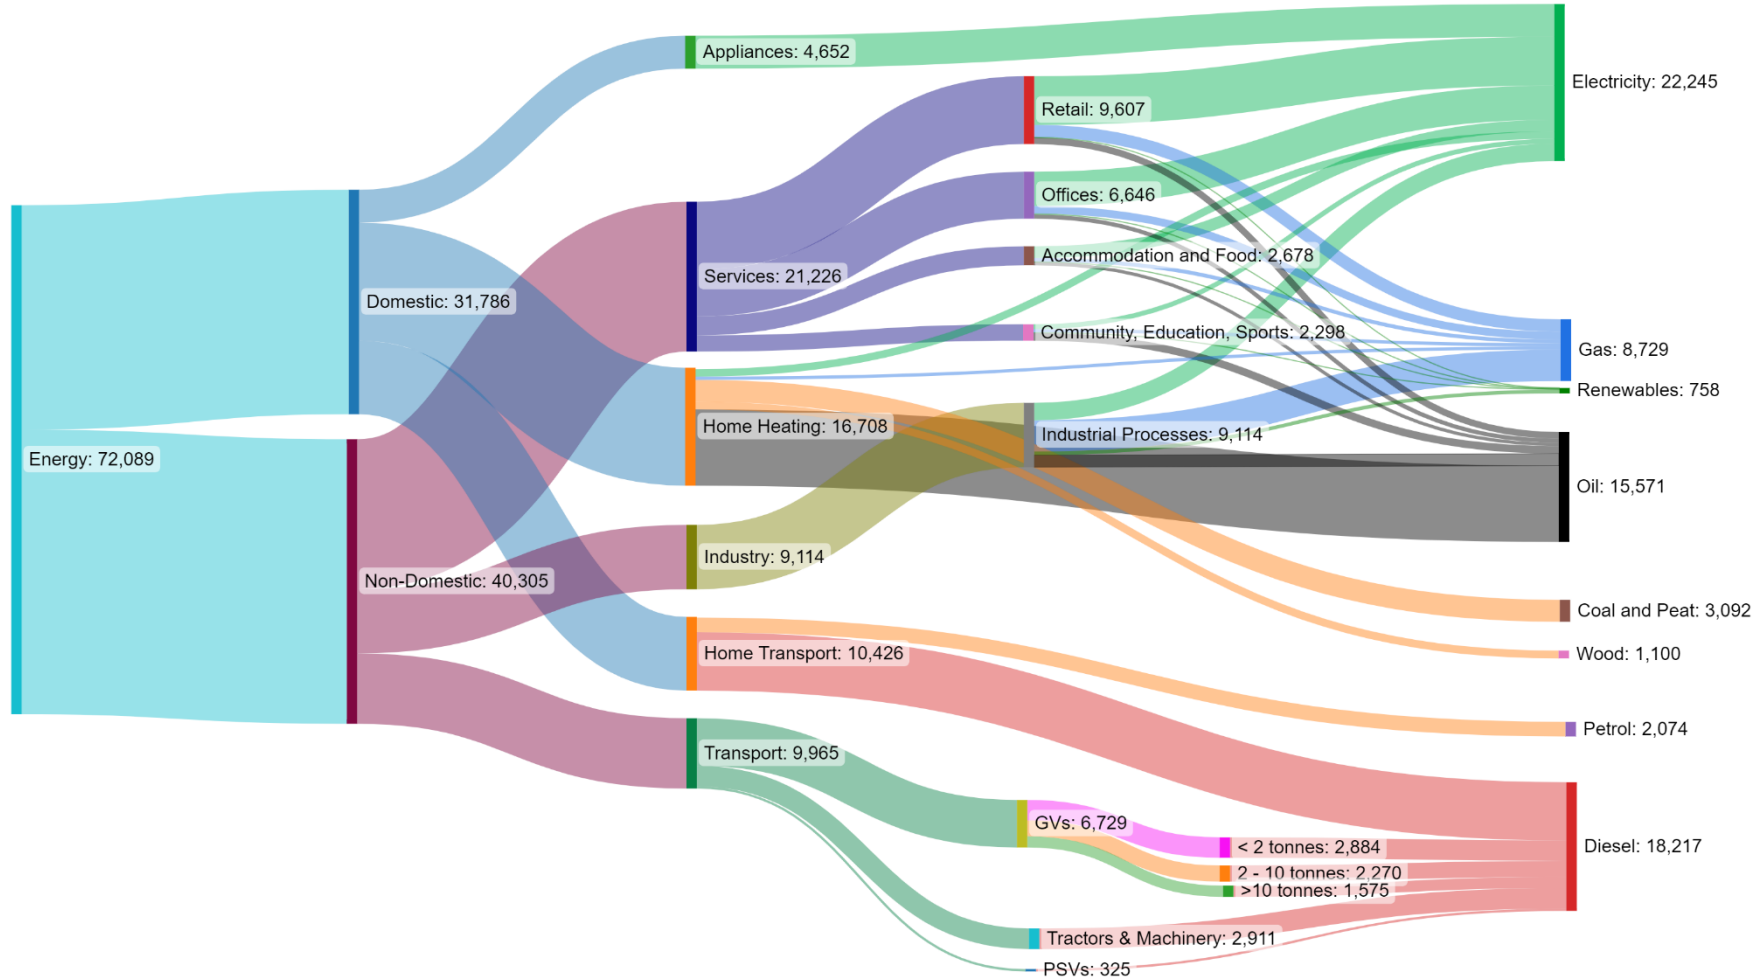 Energy: 72,089
Domestic: 31,786
Non-Domestic: 40,305
Appliances: 4,652
Services: 21,226
Home Heating: 16,708
Industry: 9,114
Home Transport: 10,426
Transport: 9,965
Retail: 9,607
Offices: 6,646
Accommodation and Food: 2,678
Community, Education, Sports: 2,298
Industrial Processes: 9,114
GVs: 6,729
< 2 tonnes: 2,884
2 - 10 tonnes: 2,270
>10 tonnes: 1,575
Tractors & Machinery: 2,911
PSVs: 325
Electricity: 22,245
Gas: 8,729
Renewables: 758
Oil: 15,571
Coal and Peat: 3,092
Wood: 1,100
Petrol: 2,074
Diesel: 18,217